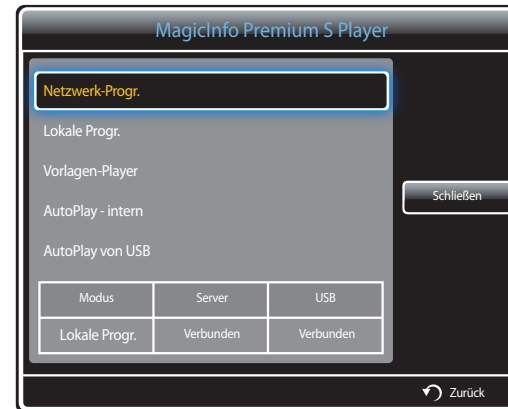 MagicInfo Premium S Player
Netzwerk-Progr.
Lokale Progr.
Vorlagen-Player
AutoPlay - intern
AutoPlay von USB
Schließen
Modus Server USB
Lokale Progr. Verbunden Verbunden
Zurück